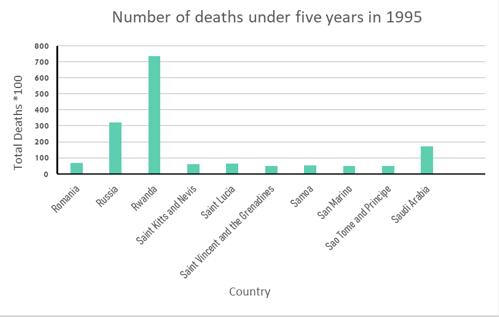 Number of deaths under five years in 1995
Total Deaths *100
800
700
600
500
400
300
200
100
0
Romania
Russia
Rwanda
Saint Kitts and Nevis
Saint Lucia
Saint Vincent and the Grenadines
Samoa
San Marino
Sao Tome and Principe
Saudi Arabia
Country